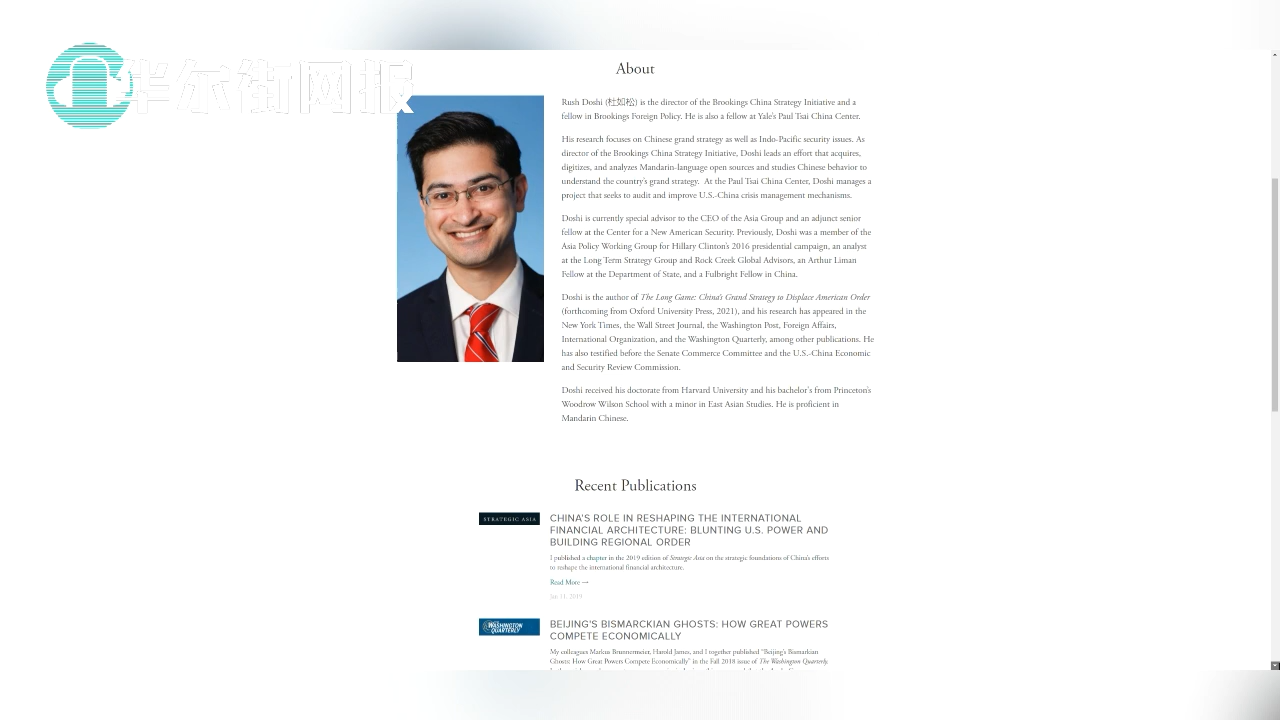 半尔街网报
About
Rush Doshi (杜如松) is the director of the Brookings China Strategy Initiative and a
fellow in Brookings Foreign Policy. He is also a fellow at Yale's Paul Tsai China Center.
His research focuses on Chinese grand strategy as well as Indo-Pacific security issues. As
director of the Brookings China Strategy Initiative, Doshi leads an effort that acquires,
digitizes, and analyzes Mandarin-language open sources and studies Chinese behavior to
understand the country's grand strategy. At the Paul Tsai China Center, Doshi manages a
project that seeks to audit and improve U.S.-China crisis management mechanisms.
Doshi is currently special advisor to the CEO of the Asia Group and an adjunct senior
fellow at the Center for a New American Security. Previously, Doshi was a member of the
Asia Policy Working Group for Hillary Clinton's 2016 presidential campaign, an analyst
at the Long Term Strategy Group and Rock Creek Global Advisors, an Arthur Liman
Fellow at the Department of State, and a Fulbright Fellow in China.
Doshi is the author of The Long Game: China's Grand Strategy to Displace American Order
(forthcoming from Oxford University Press, 2021), and his research has appeared in the
New York Times, the Wall Street Journal, the Washington Post, Foreign Affairs,
International Organization, and the Washington Quarterly, among other publications. He
has also testified before the Senate Commerce Committee and the U.S.-China Economic
and Security Review Commission.
Doshi received his doctorate from Harvard University and his bachelor's from Princeton's
Woodrow Wilson School with a minor in East Asian Studies. He is proficient in
Mandarin Chinese.
Recent Publications
STRATEGIC ASIA
CHINA'S ROLE IN RESHAPING THE INTERNATIONAL
FINANCIAL ARCHITECTURE: BLUNTING U.S. POWER AND
BUILDING REGIONAL ORDER
I published a chapter in the 2019 edition of Strategic Asia on the strategic foundations of China's efforts
to reshape the international financial architecture.
Read More →
WASHINGTON
QUARTERLY
BEIJING'S BISMARCKIAN GHOSTS: HOW GREAT POWERS
COMPETE ECONOMICALLY
My colleagues Markus Brunnermeier, Harold James, and I together published "Beijing's Bismarkian
Ghosts: How Great Powers Compete Economically" in the Fall 2018 issue of The Washington Quarterly.